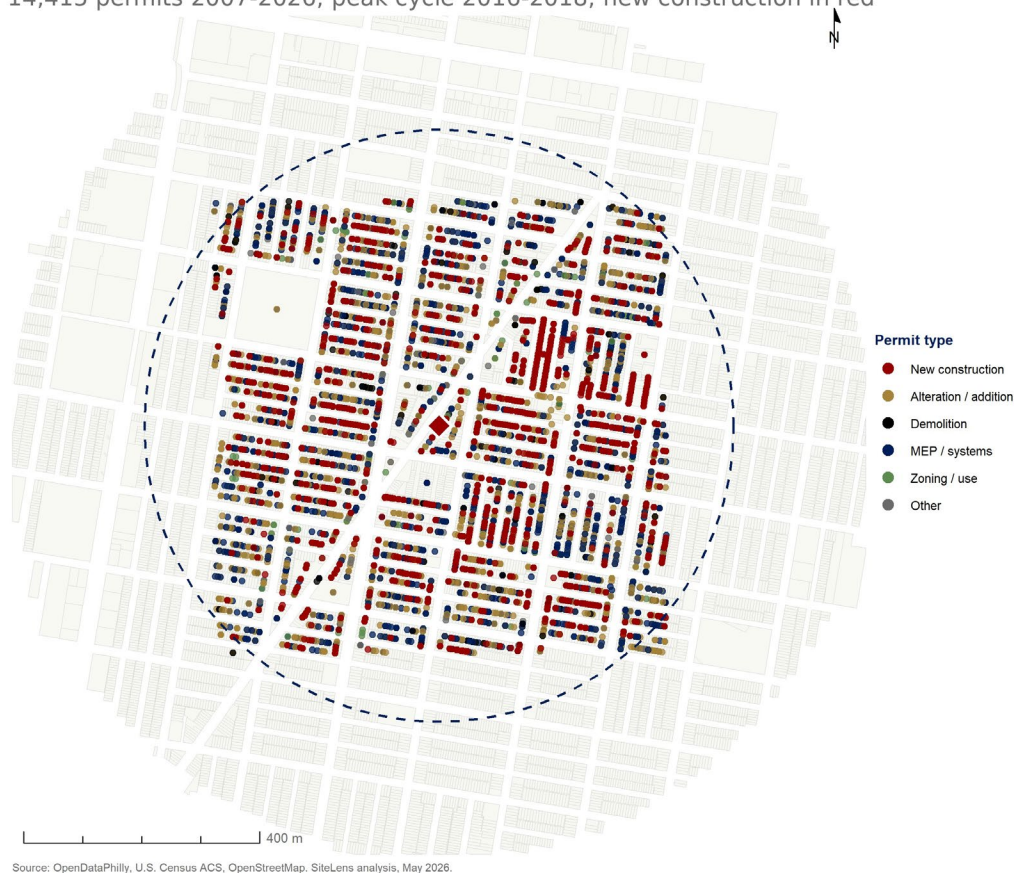 14,415 permits 2007-2026; peak cycle 2016-2018; new construction in red
N
Permit type
New construction
Alteration / addition
Demolition
MEP / systems
Zoning / use
Other
400 m
Source: OpenDataPhilly, U.S. Census ACS, OpenStreetMap. SiteLens analysis, May 2026.